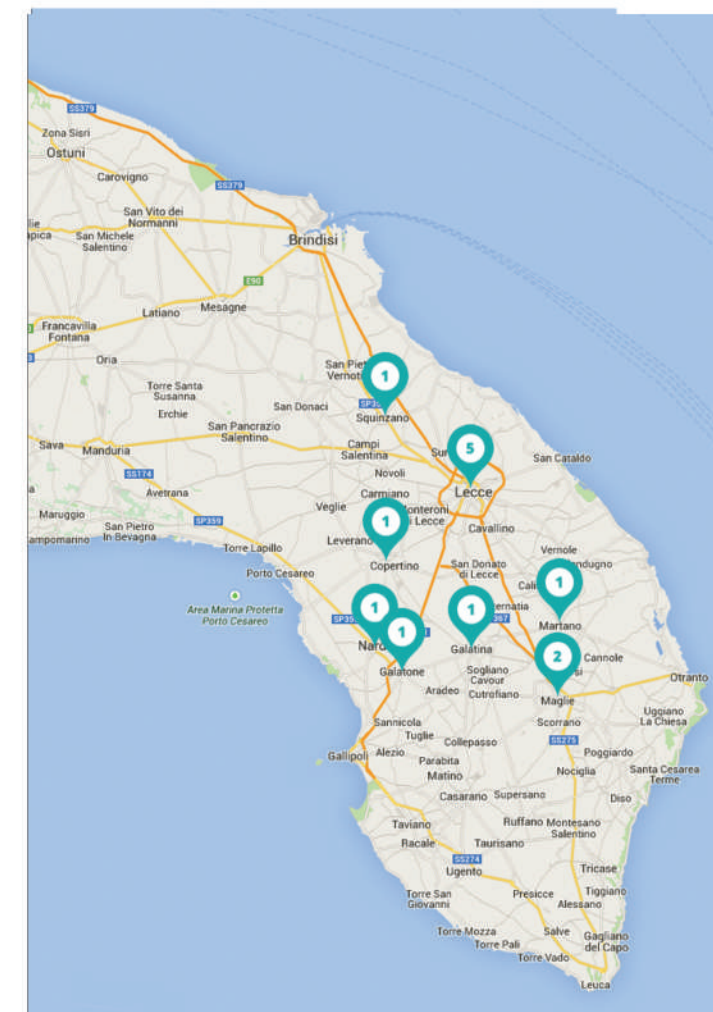 SS379
Zona Sisri
Ostuni
Carovigno
SS379
San Vito dei
Normanni
San Michele
Salentino
Brindisi
E90
Mesagne
Latiano
Francavilla
Fontana
Oria
1
Torre Santa
Susanna
Erchie
San Donaci
Squinzano
San Pancrazio
Salentino
Campi
Salentina
5
Sava
Manduria
SS174
Novoli
San Cataldo
Lecce
Avetrana
Carmiano
Veglie
1
Maruggio
San Pietro
In Bevagna
SP359
Cavallino
Leverano
Torre Lapillo
Copertino
San Donato
di Lecce
Vernole
Porto Cesareo
Area Marina Protetta
Porto Cesareo
1
1
1
1
Martano
Galatina
Galatone
2
Sogliano
Cavour
Cannole
Otranto
Aradeo
Cutrofiano
Maglie
Uggiano
La Chiesa
Sannicola
Scorrano
Tuglie
Collepasso
SS275
Gallipoli
Alezio
Parabita
Poggiardo
Matino
Nociglia
Santa Cesarea
Terme
Casarano
Supersano
Diso
Taviano
Ruffano
Montesano
Salentino
Racale
Taurisano
SS274
Ugento
Tricase
Torre San
Giovanni
Presicce
Tiggiano
Alessano
Torre Mozza
Salve
Gagliano
del Capo
Torre Pali
Torre Vado
Leuca